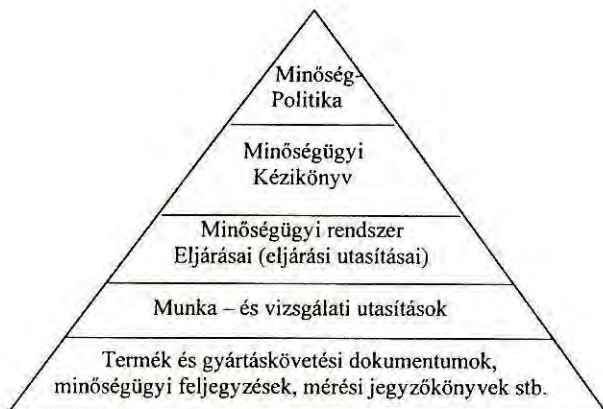 Minőség-
Politika
Minőségügyi
Kézikönyv
Minőségügyi rendszer
Eljárásai (eljárási utasításai)
Munka – és vizsgálati utasítások
Termék és gyártáskövetési dokumentumok,
minőségügyi feljegyzések, mérési jegyzőkönyvek stb.